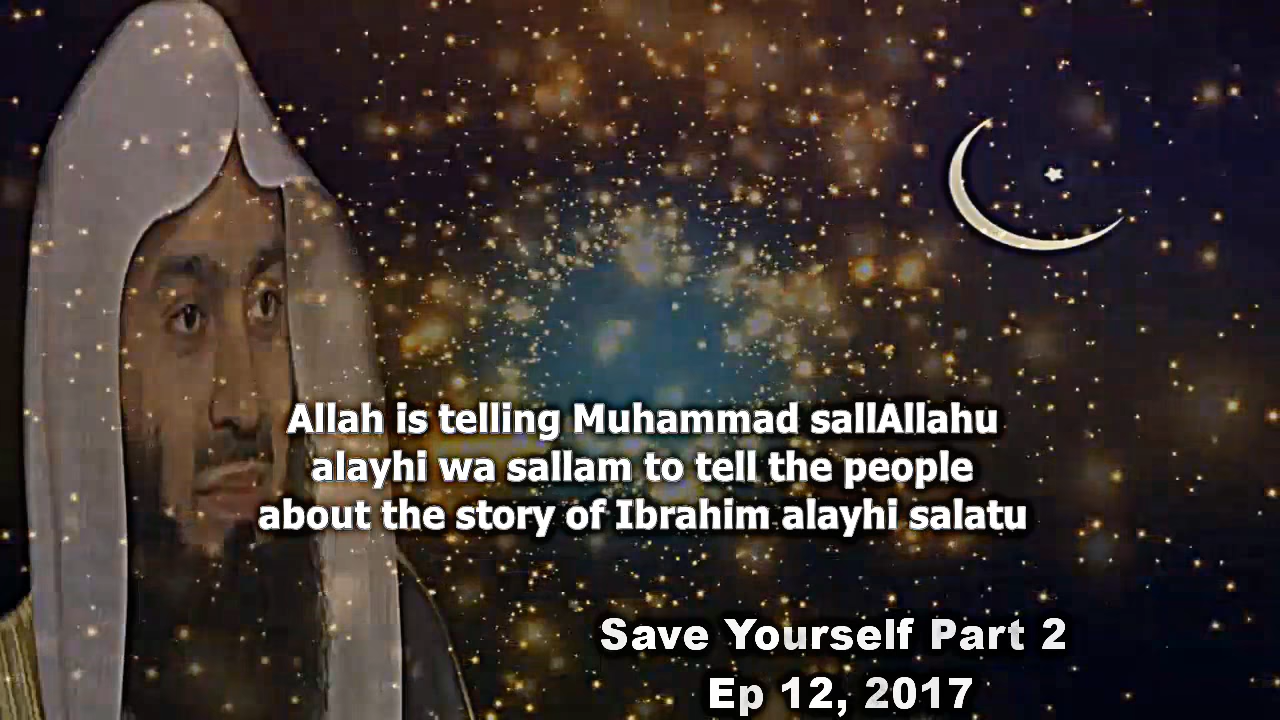 Allah is telling Muhammad sallAllahu
alayhi wa sallam to tell the people
about the story of Ibrahim alayhi salatu
Save Yourself Part 2
Ep 12, 2017